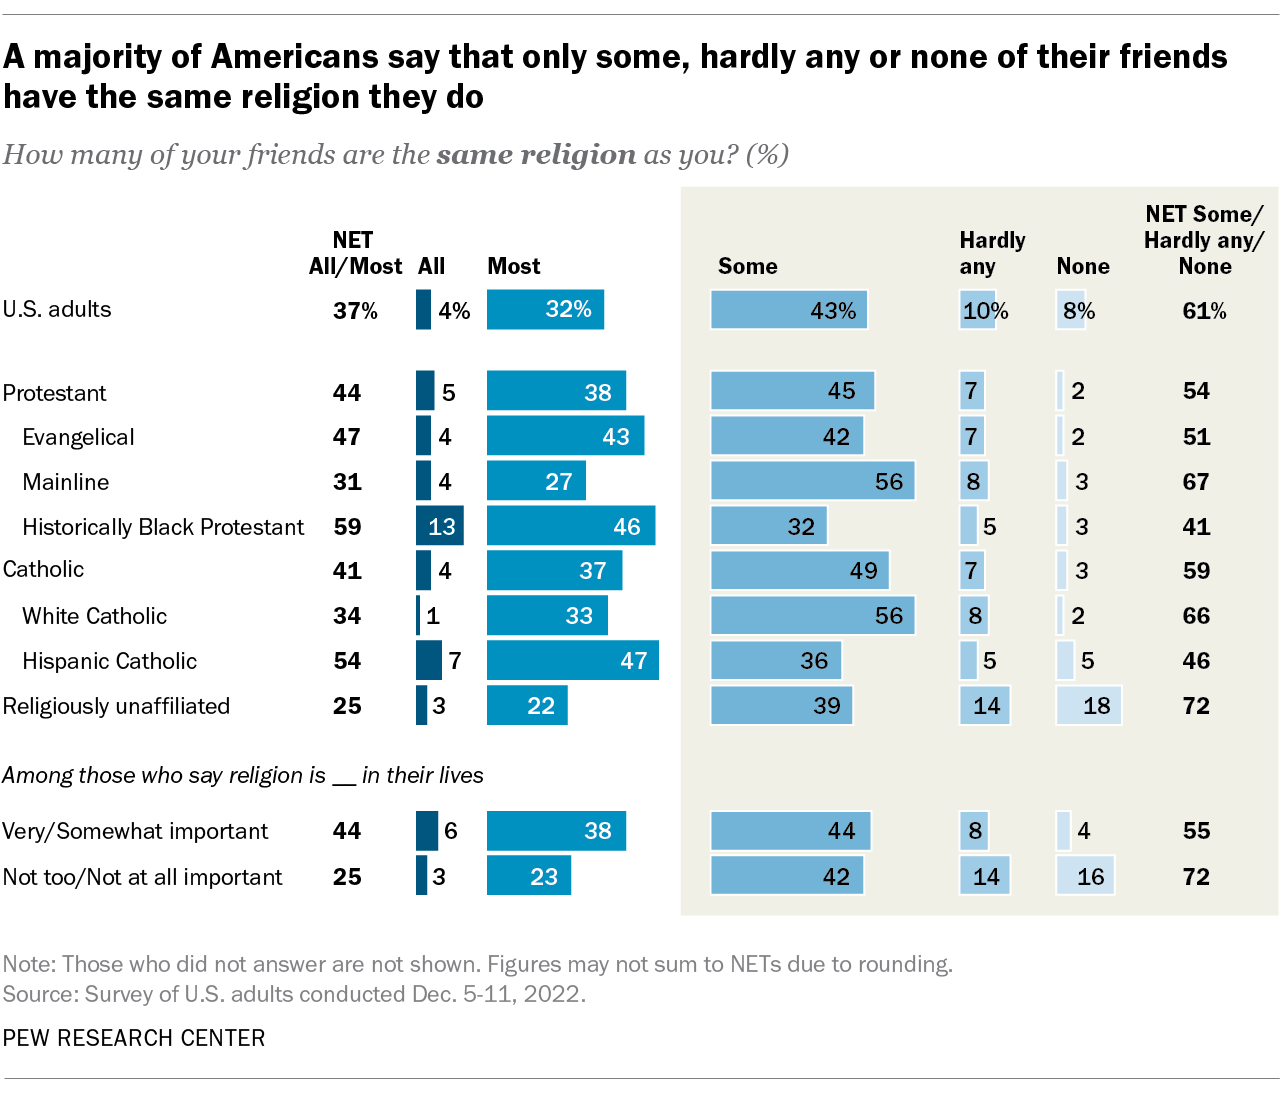 A majority of Americans say that only some, hardly any or none of their friends
have the same religion they do
How many of your friends are the same religion as you? (%)
NET All/Most All Most Some Hardly any None NET Some/ Hardly any/ None
U.S. adults 37% 4% 32% 43% 10% 8% 61%
Protestant 44 5 38 45 7 2 54
Evangelical 47 4 43 42 7 2 51
Mainline 31 4 27 56 8 3 67
Historically Black Protestant 59 13 46 32 5 3 41
Catholic 41 4 37 49 7 3 59
White Catholic 34 1 33 56 8 2 66
Hispanic Catholic 54 7 47 36 5 5 46
Religiously unaffiliated 25 3 22 39 14 18 72
Among those who say religion is __ in their lives
Very/Somewhat important 44 6 38 44 8 4 55
Not too/Not at all important 25 3 23 42 14 16 72
Note: Those who did not answer are not shown. Figures may not sum to NETs due to rounding.
Source: Survey of U.S. adults conducted Dec. 5-11, 2022.
PEW RESEARCH CENTER